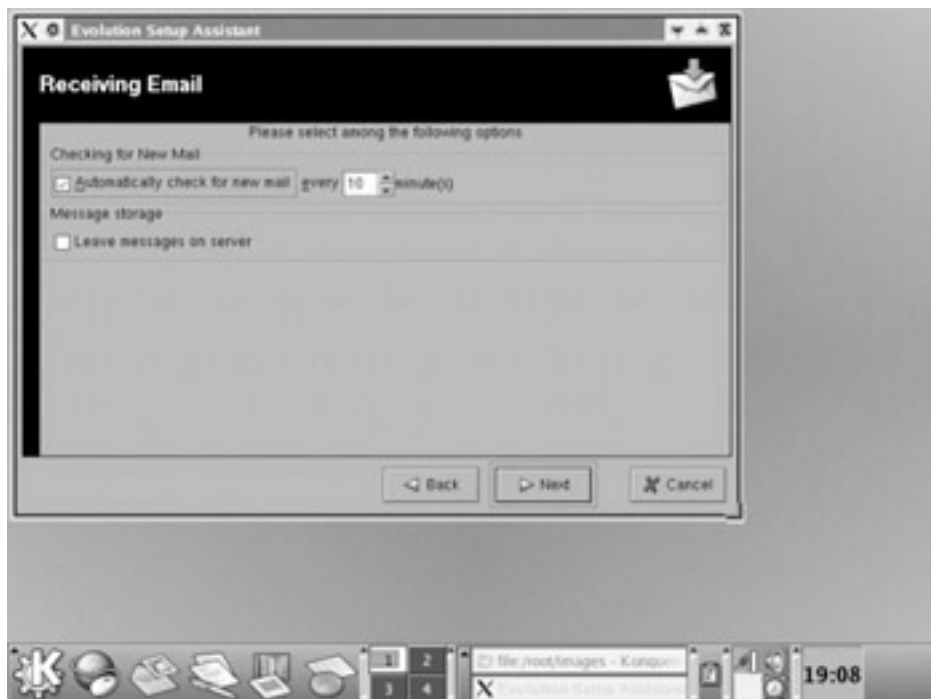 Evolution Setup Assistant
Receiving Email
Please select among the following options
Checking for New Mail
Automatically check for new mail every 10 minute(s)
Message storage
Leave messages on server
Back Next Cancel
1 2
3 4
file:/root/images - Konque
Evolution Setup Assistant
19:08